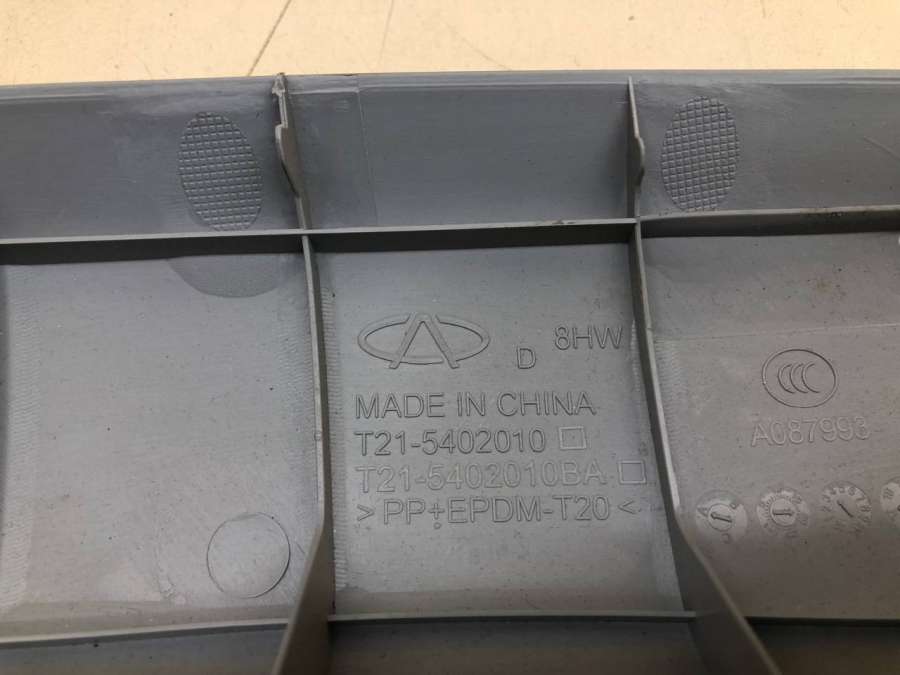 8HW
D
MADE IN CHINA
T21-5402010
T21-5402010BA
>PP+EPDM-T20<
A087993